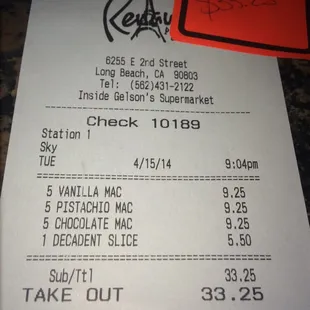 $33.25
6255 E 2nd Street
Long Beach, CA 90803
Tel: (562)431-2122
Inside Gelson's Supermarket
Check 10189
Station 1
Sky
TUE 4/15/14 9:04pm
5 VANILLA MAC 9.25
5 PISTACHIO MAC 9.25
5 CHOCOLATE MAC 9.25
1 DECADENT SLICE 5.50
Sub/Ttl 33.25
TAKE OUT 33.25